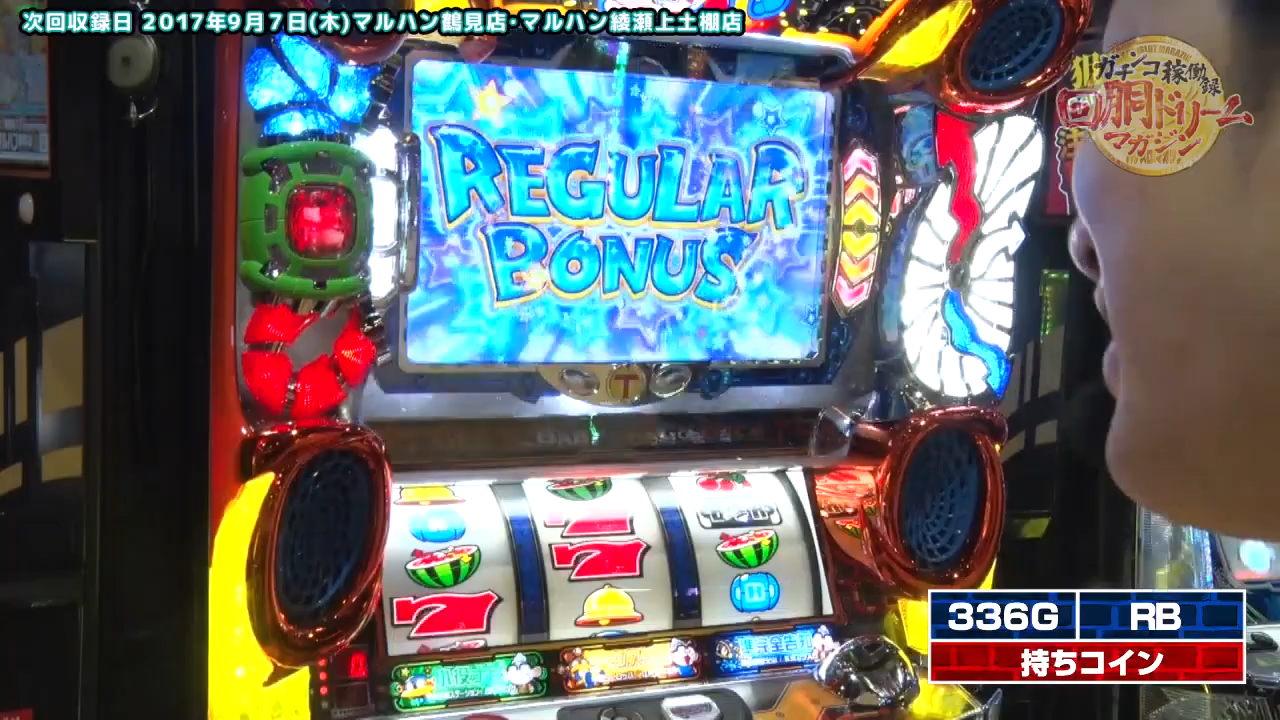 次回収録日 2017年9月7日(木)マルハン鶴見店・マルハン綾瀬上土棚店
ガチンコ稼働録
回胴ドリーム
マガジン
REGULAR
BONUS
T
336G
RB
持ちコイン